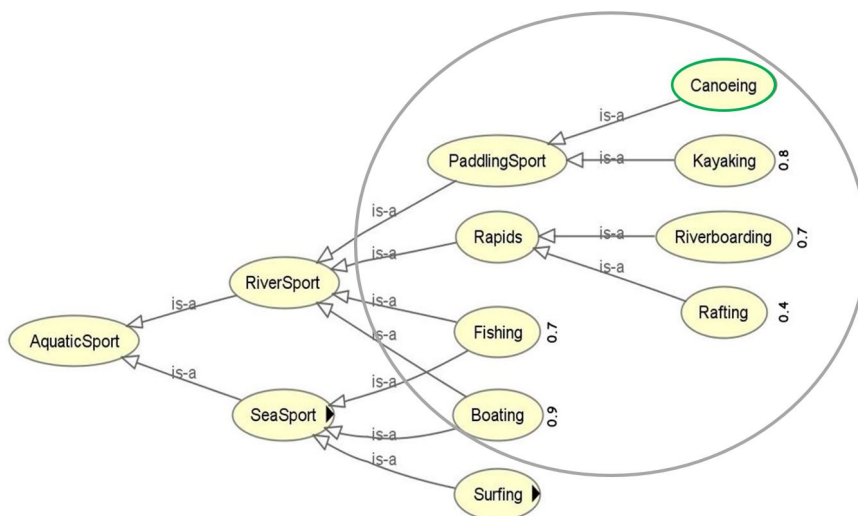 Canoeing
is-a
PaddlingSport
is-a
Kayaking
0.8
is-a
Rapids
is-a
Riverboarding
0.7
is-a
is-a
RiverSport
is-a
Rafting
0.4
is-a
is-a
Fishing
0.7
AquaticSport
is-a
is-a
is-a
SeaSport
Boating
0.9
is-a
is-a
Surfing